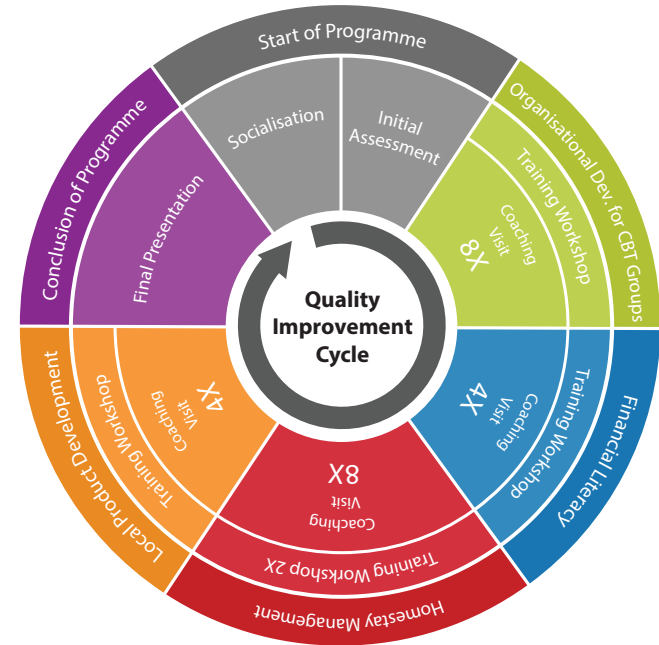 Start of Programme
Socialisation
Initial
Assessment
Organisational Dev. for CBT Groups
Training Workshop
Coaching
Visit
8X
Financial Literacy
Training Workshop
Coaching
Visit
4X
Homestay Management
Training Workshop 2X
Coaching
Visit
8X
Local Product Development
Training Workshop
Coaching
Visit
4X
Conclusion of Programme
Final Presentation
Quality
Improvement
Cycle